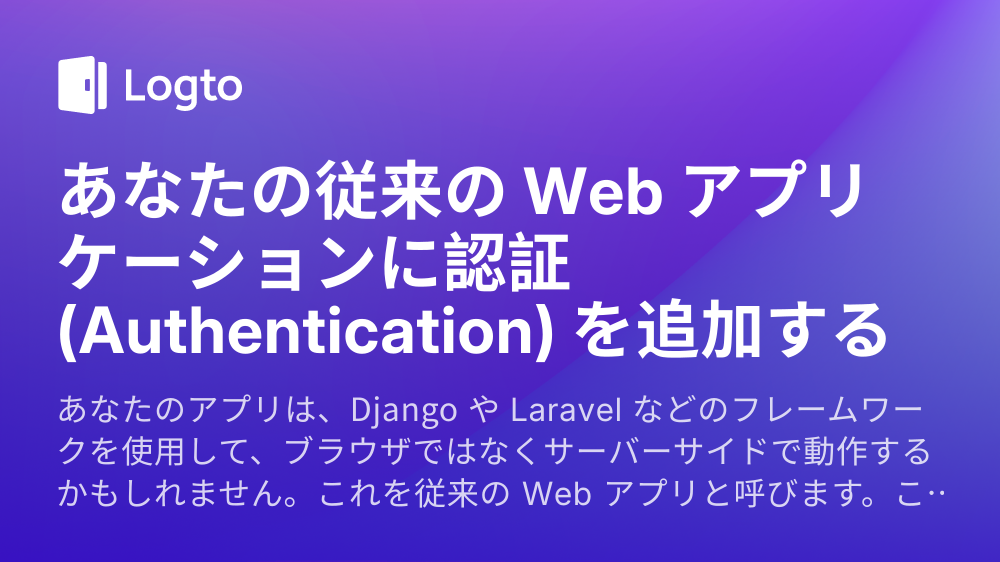 Logto
あなたの従来の Web アプリ
ケーションに認証
(Authentication) を追加する
あなたのアプリは、Django や Laravel などのフレームワー
クを使用して、ブラウザではなくサーバーサイドで動作する
かもしれません。これを従来の Web アプリと呼びます。こ··